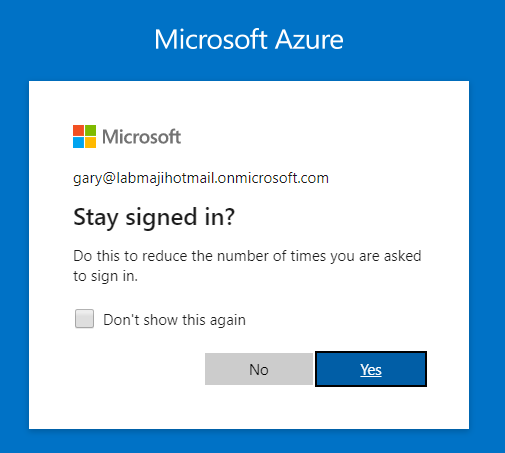 Microsoft Azure
Microsoft
gary@labmajihotmail.onmicrosoft.com
Stay signed in?
Do this to reduce the number of times you are asked
to sign in.
Don't show this again
No
Yes